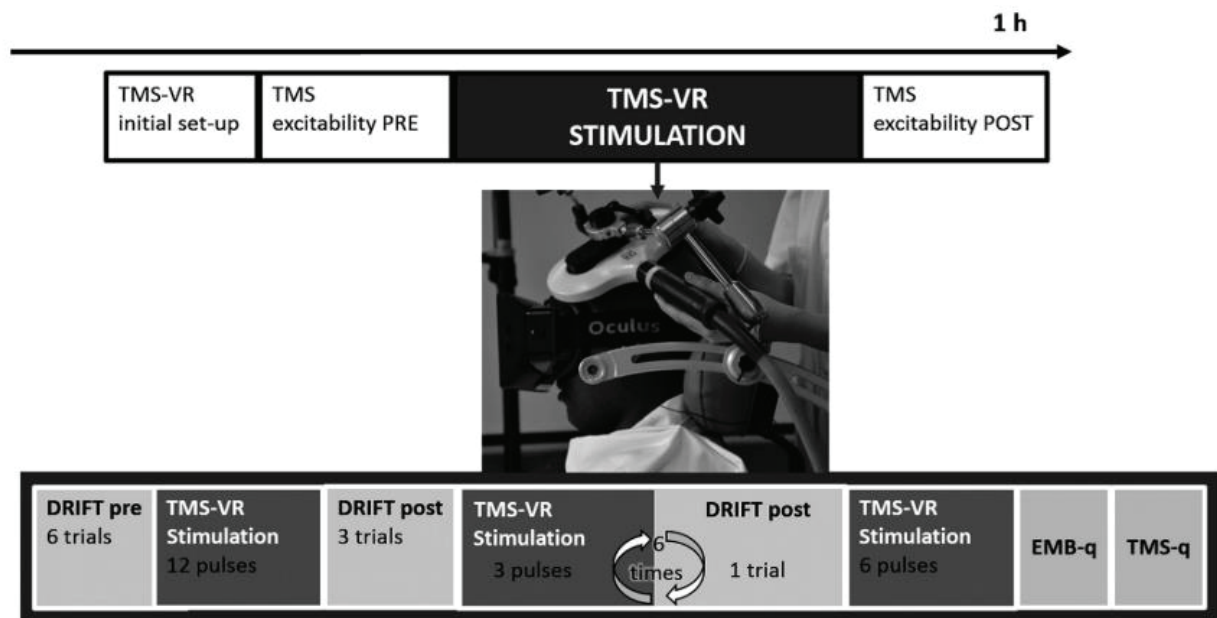 1 h
TMS-VR
initial set-up
TMS
excitability PRE
TMS-VR
STIMULATION
TMS
excitability POST
Oculus
DRIFT pre
6 trials
TMS-VR
Stimulation
12 pulses
DRIFT post
3 trials
TMS-VR
Stimulation
3 pulses
6
times
DRIFT post
1 trial
TMS-VR
Stimulation
6 pulses
EMB-q
TMS-q